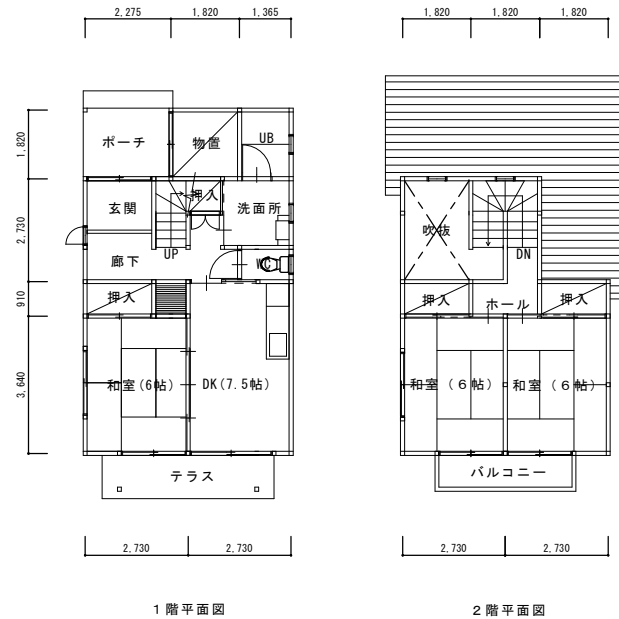 2,275
1,820
1,365
1,820
1,820
1,820
1,820
2,730
910
3,640
ポーチ
物置
UB
玄関
押入
洗面所
廊下
UP
WC
押入
和室(6帖)
DK(7.5帖)
テラス
2,730
2,730
1階平面図
吹抜
DN
押入
ホール
押入
和室(6帖)
和室(6帖)
バルコニー
2,730
2,730
2階平面図